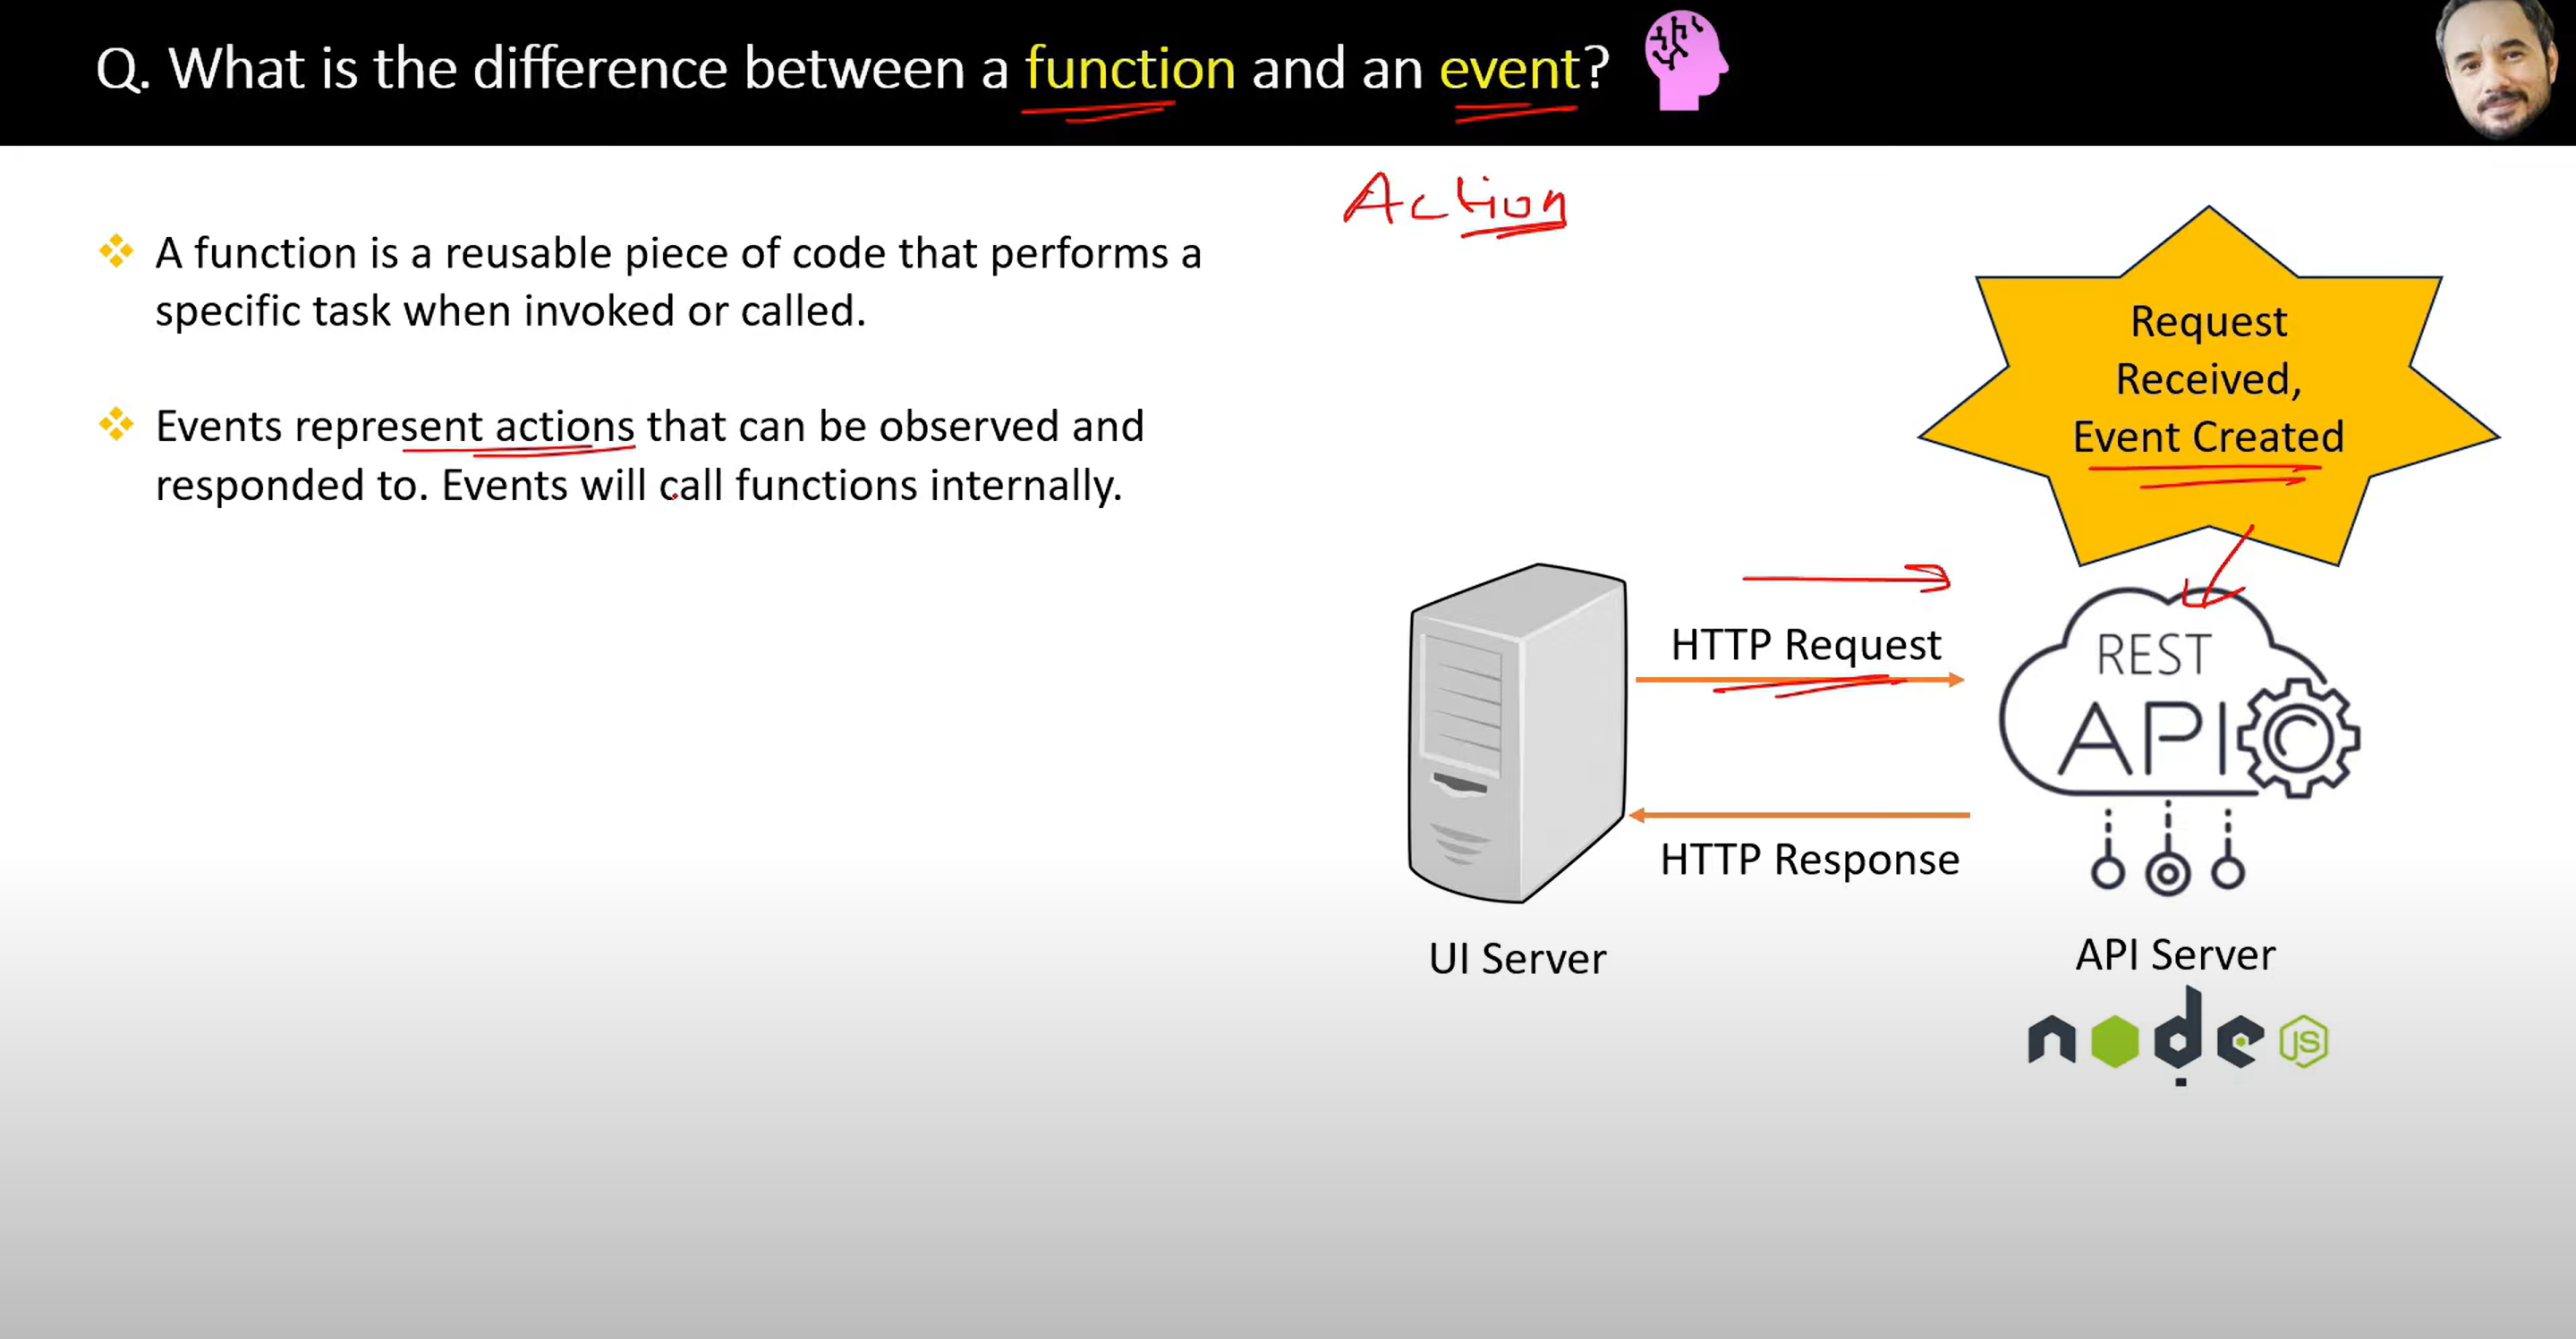 Q. What is the difference between a function and an event?
Action
A function is a reusable piece of code that performs a
specific task when invoked or called.
Events represent actions that can be observed and
responded to. Events will call functions internally.
Request
Received,
Event Created
HTTP Request
REST
API
HTTP Response
UI Server
API Server
node
JS